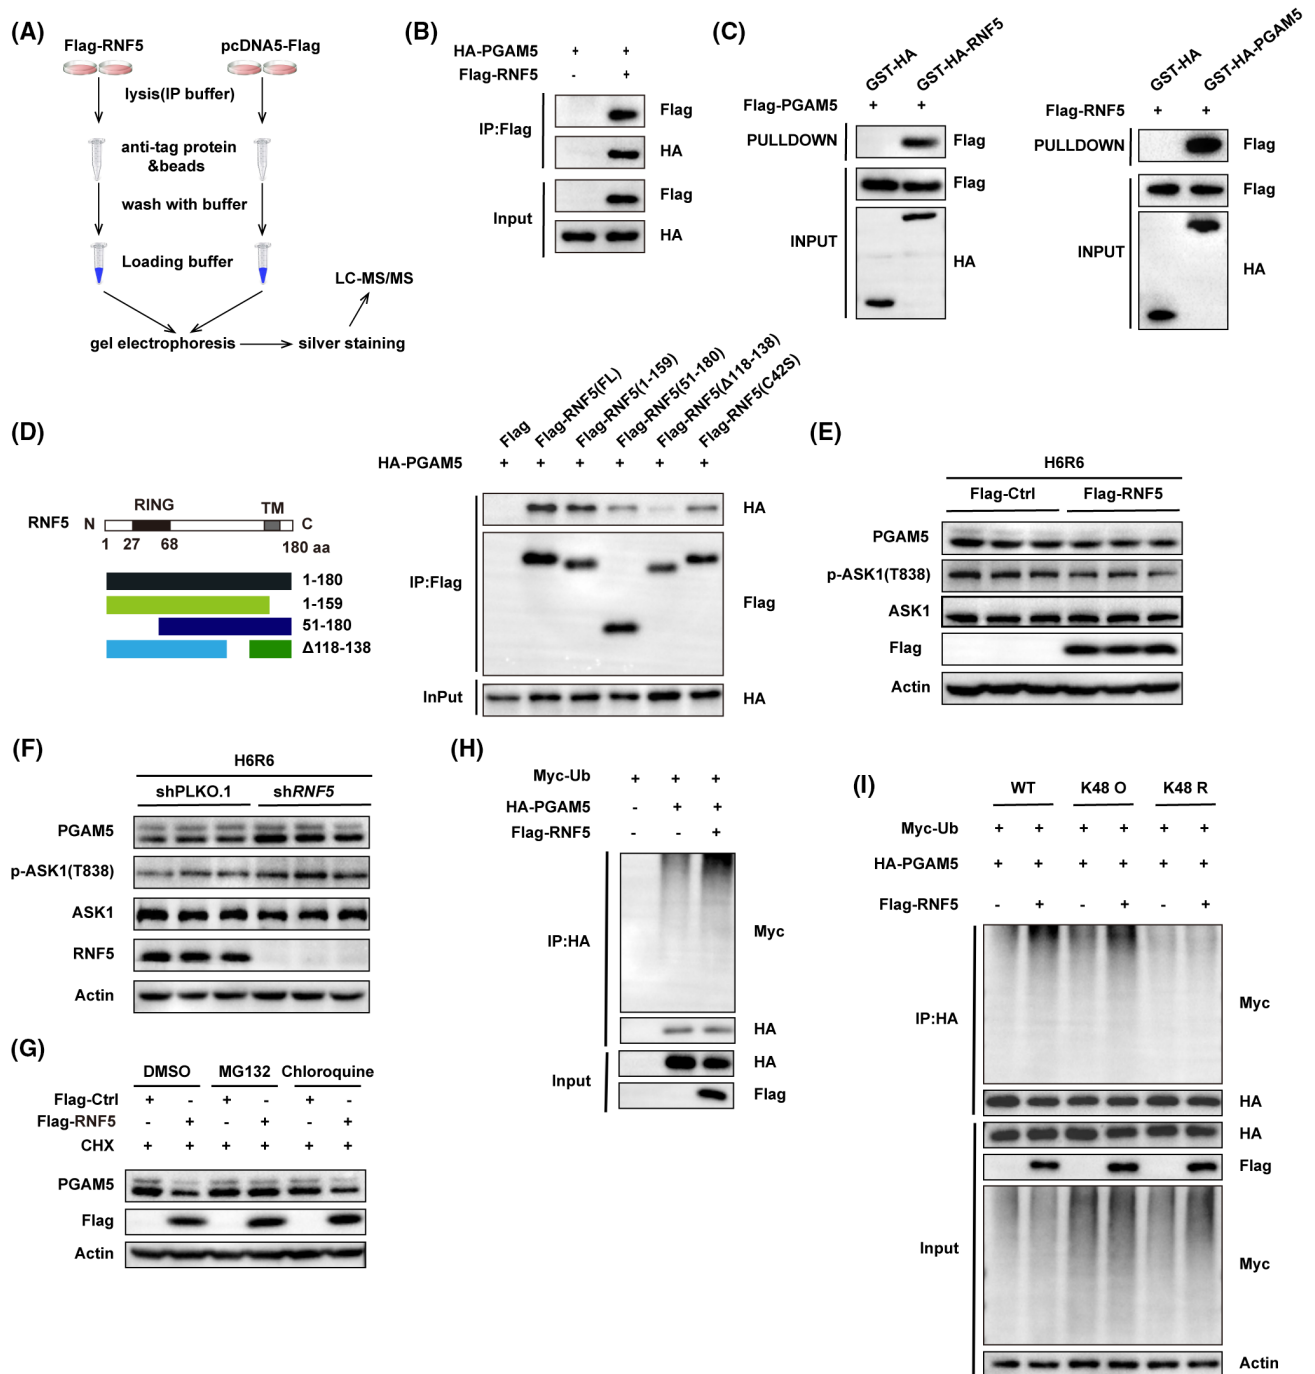 (A)
Flag-RNF5 pcDNA5-Flag
lysis(IP buffer)
anti-tag protein
&beads
wash with buffer
Loading buffer
LC-MS/MS
gel electrophoresis silver staining
(B)
HA-PGAM5 + +
Flag-RNF5 - +
IP:Flag
Flag
HA
Input
Flag
HA
(C)
GST-HA GST-HA-RNF5
Flag-PGAM5 + +
PULLDOWN Flag
Flag
INPUT
HA
GST-HA GST-HA-PGAM5
Flag-RNF5 + +
PULLDOWN Flag
Flag
INPUT
HA
(D)
RNF5 N RING TM C
1 27 68 180 aa
1-180
1-159
51-180
Δ118-138
Flag Flag-RNF5(FL) Flag-RNF5(1-159) Flag-RNF5(51-180) Flag-RNF5(Δ118-138) Flag-RNF5(C42S)
HA-PGAM5 + + + + + +
HA
IP:Flag
Flag
InPut HA
(E)
H6R6
Flag-Ctrl Flag-RNF5
PGAM5
p-ASK1(T838)
ASK1
Flag
Actin
(F)
H6R6
shPLKO.1 shRNF5
PGAM5
p-ASK1(T838)
ASK1
RNF5
Actin
(G)
DMSO MG132 Chloroquine
Flag-Ctrl + - + - + -
Flag-RNF5 - + - + - +
CHX + + + + + +
PGAM5
Flag
Actin
(H)
Myc-Ub + + +
HA-PGAM5 - + +
Flag-RNF5 - - +
IP:HA
Myc
HA
Input
HA
Flag
(I)
WT K48 O K48 R
Myc-Ub + + + + + +
HA-PGAM5 + + + + + +
Flag-RNF5 - + - + - +
IP:HA
Myc
HA
HA
Flag
Input
Myc
Actin